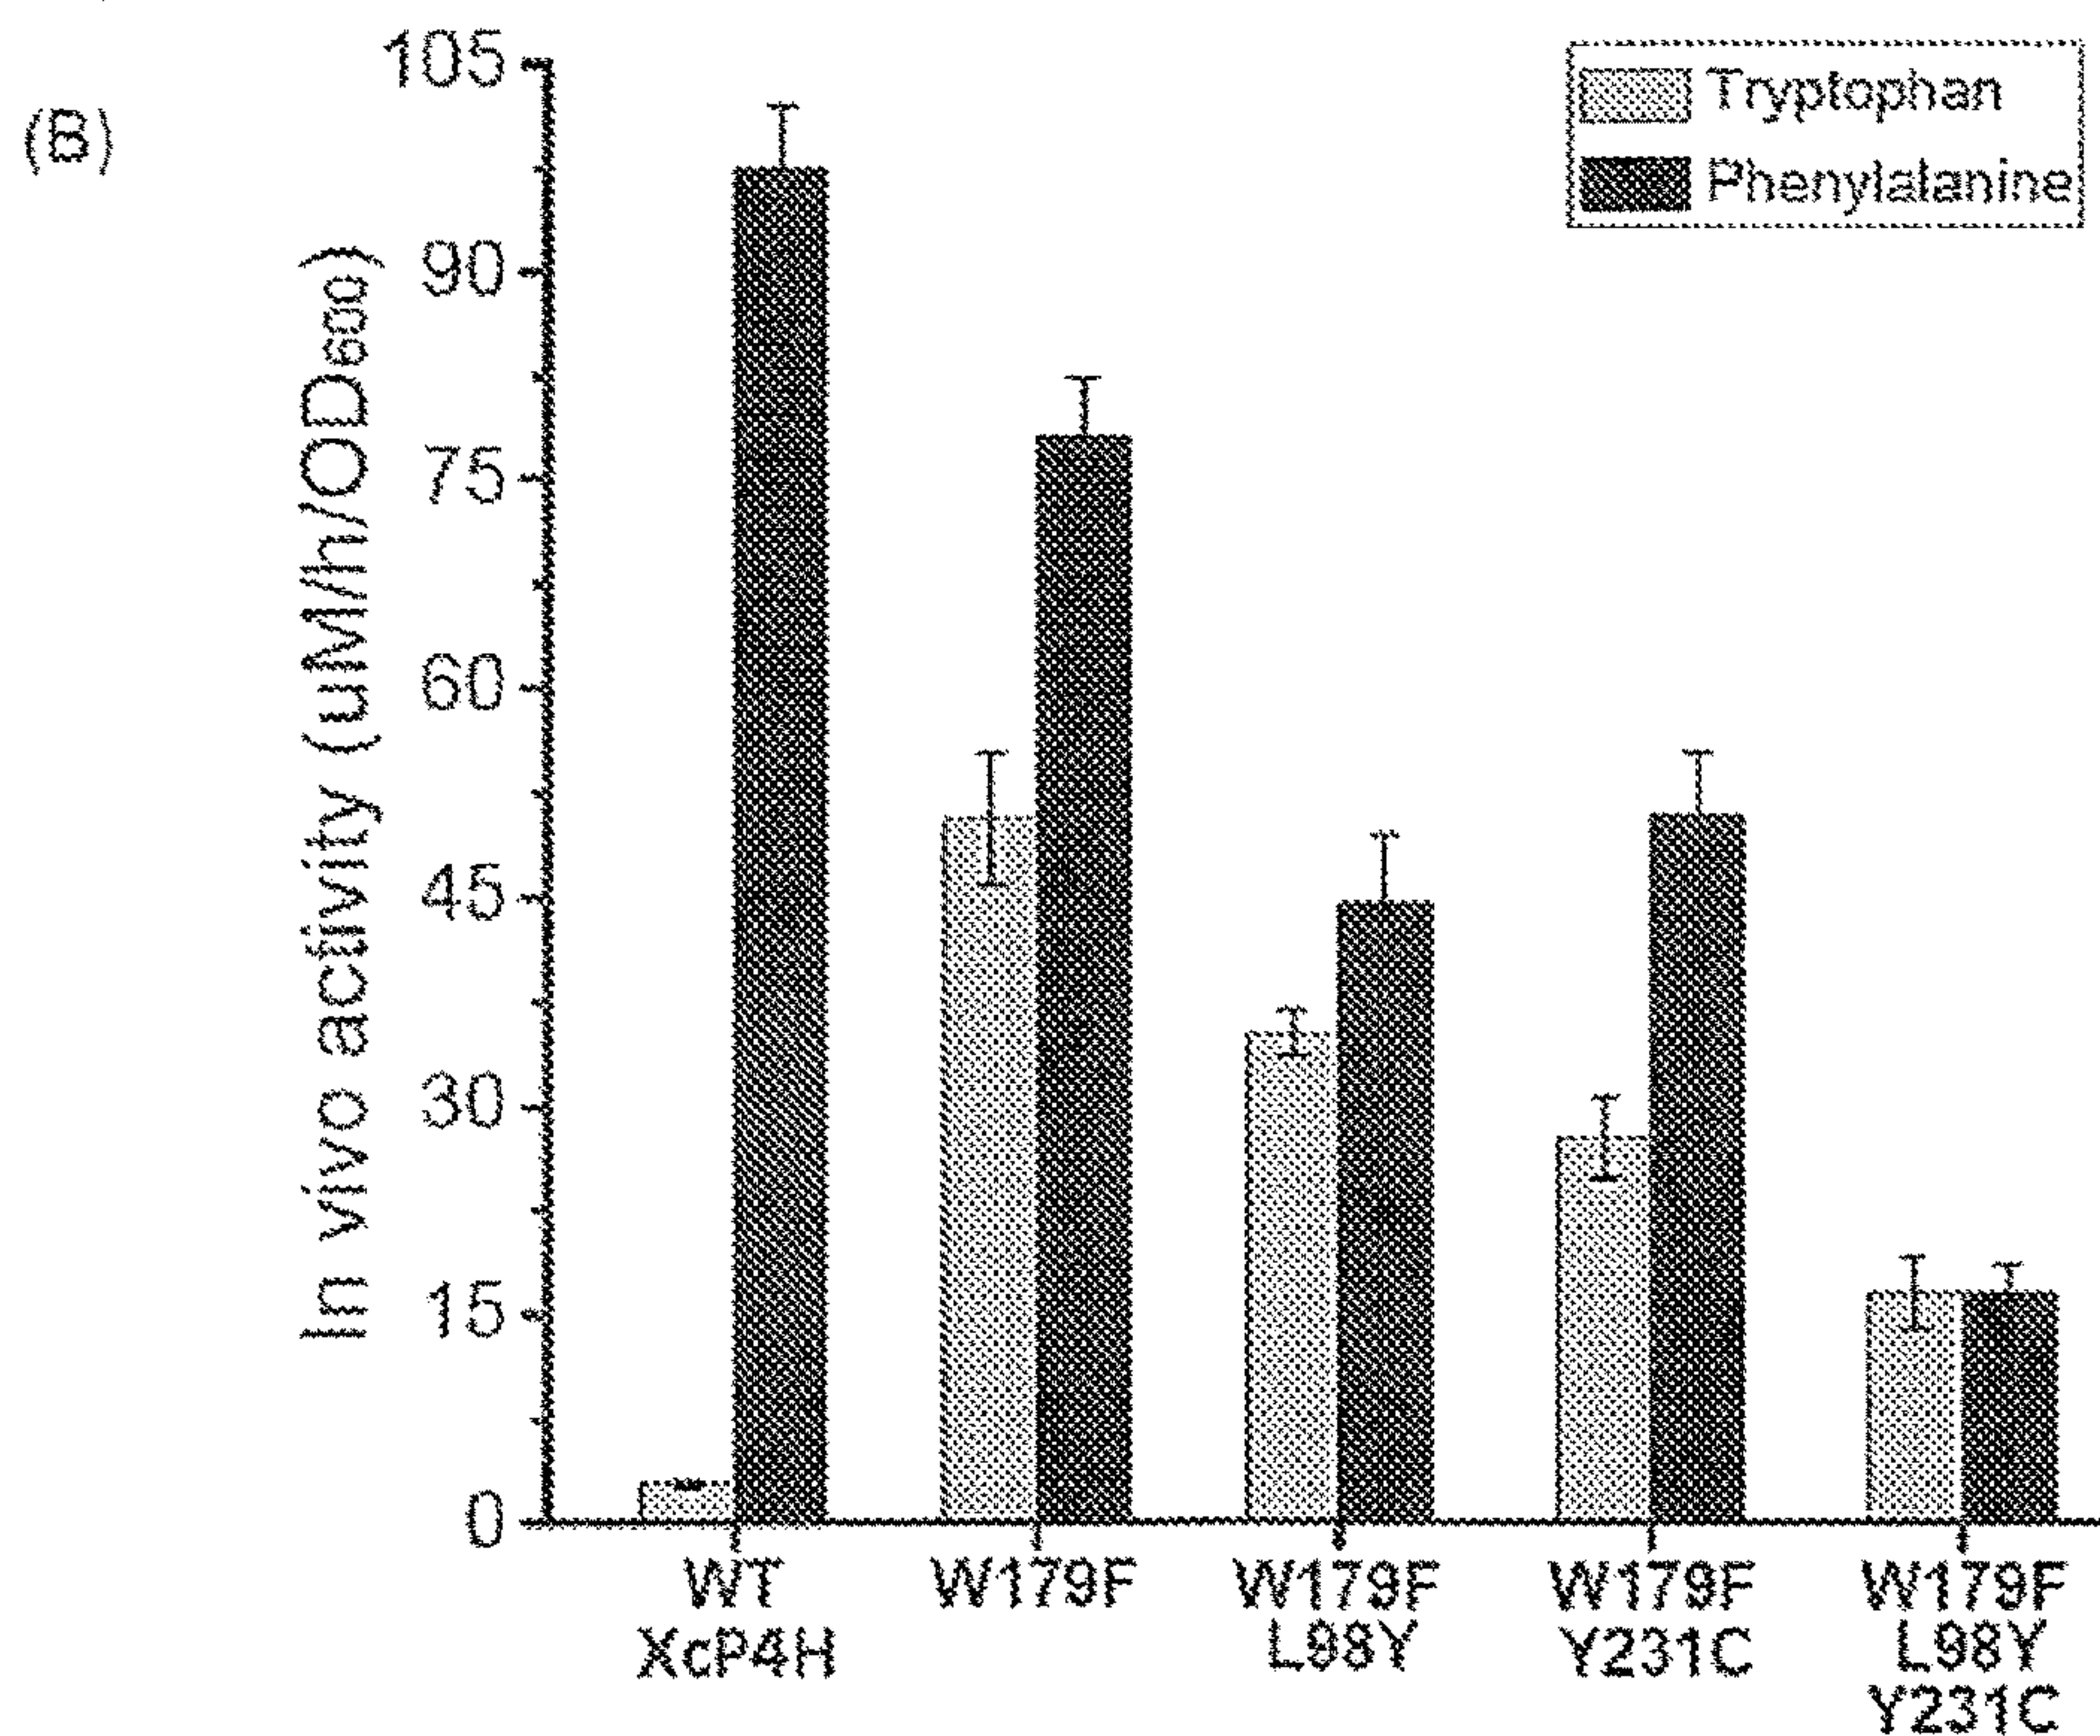 (B)
In vivo activity (uM/h/OD600)
105
90
75
60
45
30
15
0
Tryptophan
Phenylalanine
WT
XcP4H
W179F
W179F
L98Y
W179F
Y231C
W179F
L98Y
Y231C